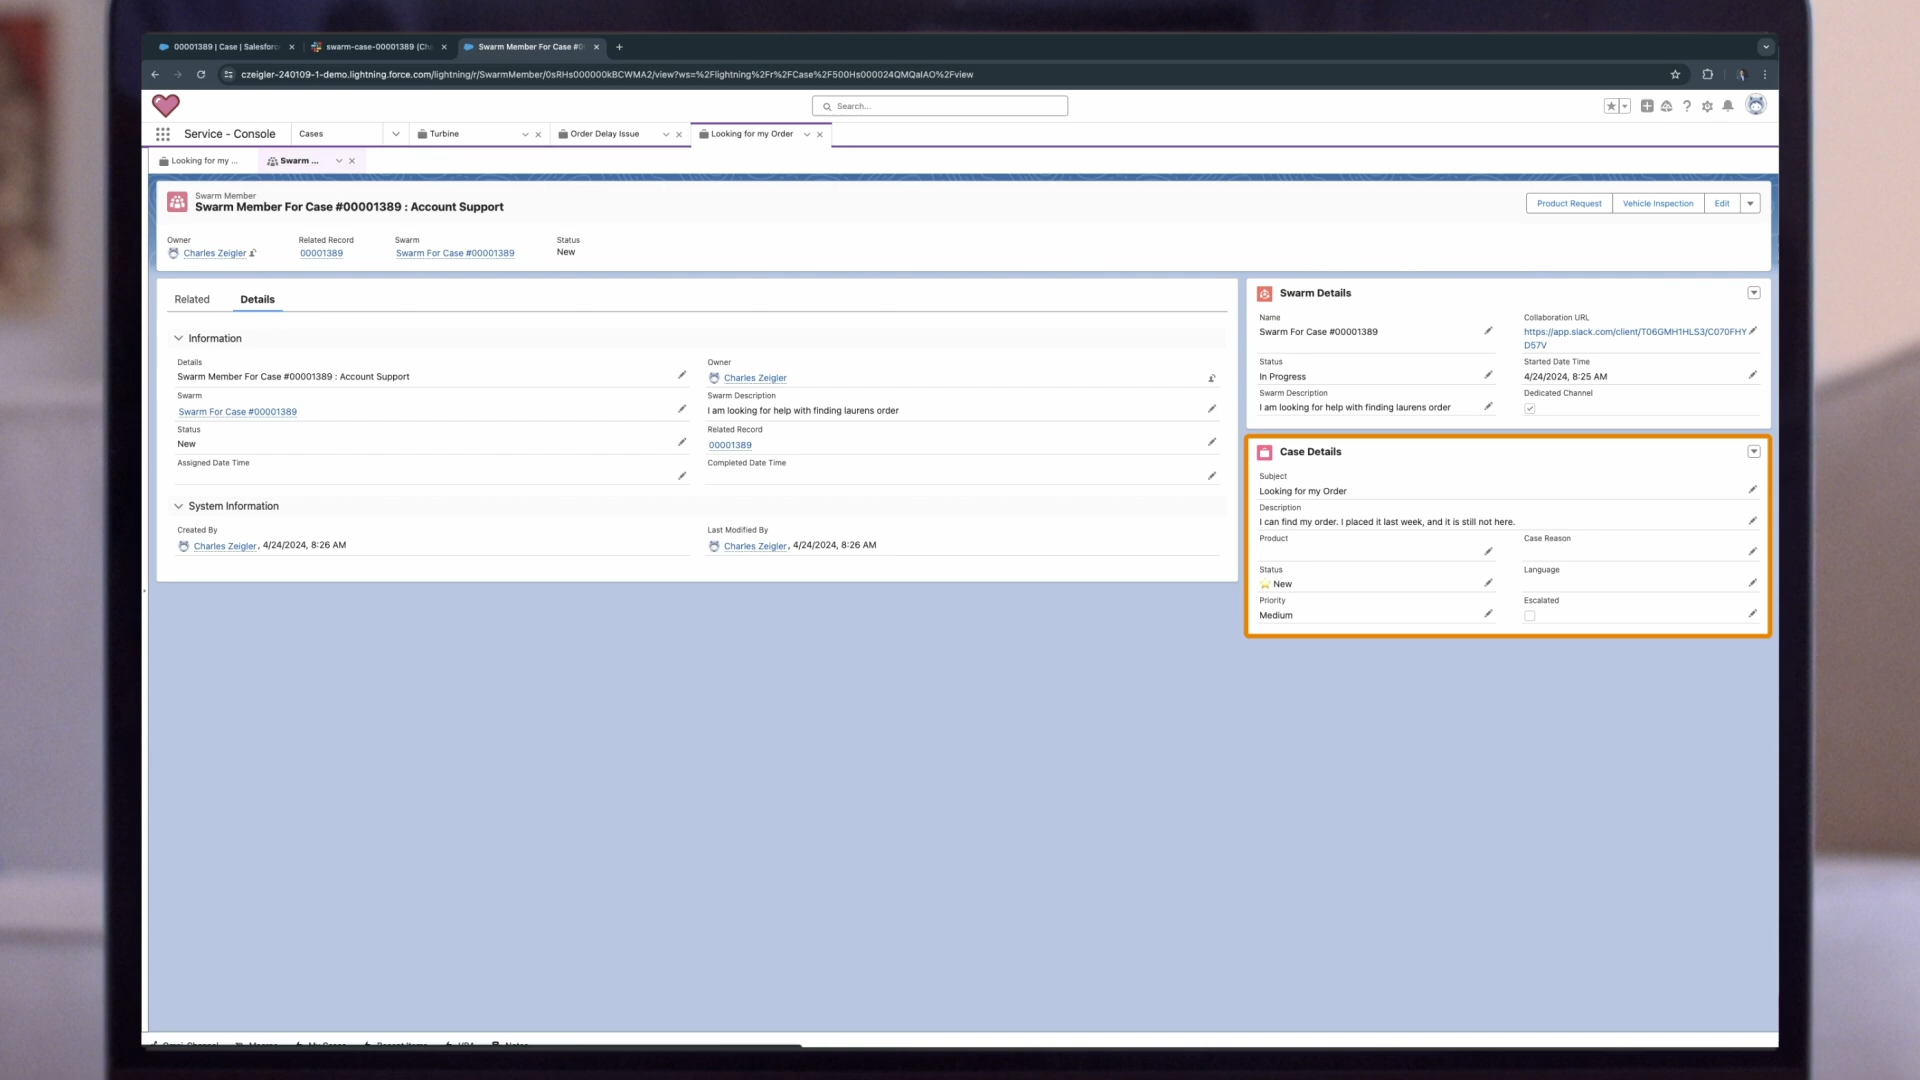 00001389 | Case | Salesforc
swarm-case-00001389 (Ch
Swarm Member For Case #0
czeigler-240109-1-demo.lightning.force.com/lightning/r/SwarmMember/0sRHs000000kBCWMA2/view?ws=%2Flightning%2Fr%2FCase%2F500Hs000024QMQaIAO%2Fview
Search...
Service - Console
Cases
Turbine
Order Delay Issue
Looking for my Order
Looking for my ...
Swarm ...
Swarm Member
Swarm Member For Case #00001389 : Account Support
Product Request
Vehicle Inspection
Edit
Owner
Charles Zeigler
Related Record
00001389
Swarm
Swarm For Case #00001389
Status
New
Related
Details
Information
Details
Swarm Member For Case #00001389 : Account Support
Owner
Charles Zeigler
Swarm
Swarm For Case #00001389
Swarm Description
I am looking for help with finding laurens order
Status
New
Related Record
00001389
Assigned Date Time
Completed Date Time
System Information
Created By
Charles Zeigler, 4/24/2024, 8:26 AM
Last Modified By
Charles Zeigler, 4/24/2024, 8:26 AM
Swarm Details
Name
Swarm For Case #00001389
Collaboration URL
https://app.slack.com/client/T06GMH1HLS3/C070FHY
D57V
Status
In Progress
Started Date Time
4/24/2024, 8:25 AM
Swarm Description
I am looking for help with finding laurens order
Dedicated Channel
Case Details
Subject
Looking for my Order
Description
I can find my order. I placed it last week, and it is still not here.
Product
Case Reason
Status
New
Language
Priority
Medium
Escalated
Omni-Channel
Macros
My Cases
Recent Items
Notes